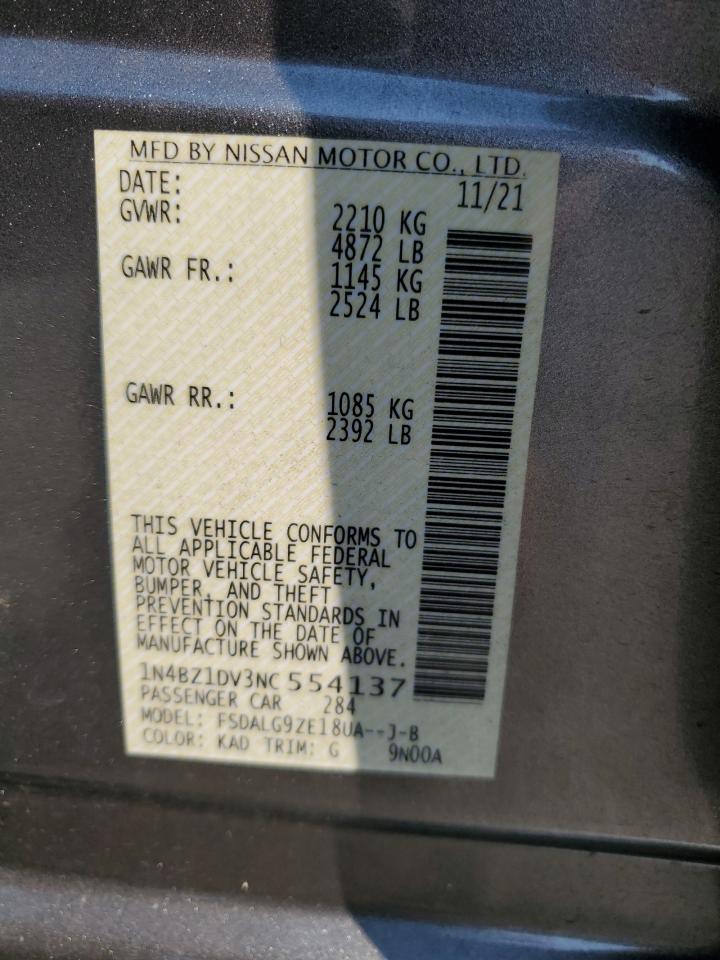 MFD BY NISSAN MOTOR CO., LTD.
DATE: 11/21
GVWR: 2210 KG
4872 LB
GAWR FR.: 1145 KG
2524 LB
GAWR RR.: 1085 KG
2392 LB
THIS VEHICLE CONFORMS TO
ALL APPLICABLE FEDERAL
MOTOR VEHICLE SAFETY,
BUMPER, AND THEFT
PREVENTION STANDARDS IN
EFFECT ON THE DATE OF
MANUFACTURE SHOWN ABOVE.
1N4BZ1DV3NC 554137
PASSENGER CAR 284
MODEL: FSDALG9ZE18UA--J-B
COLOR: KAD TRIM: G 9N00A